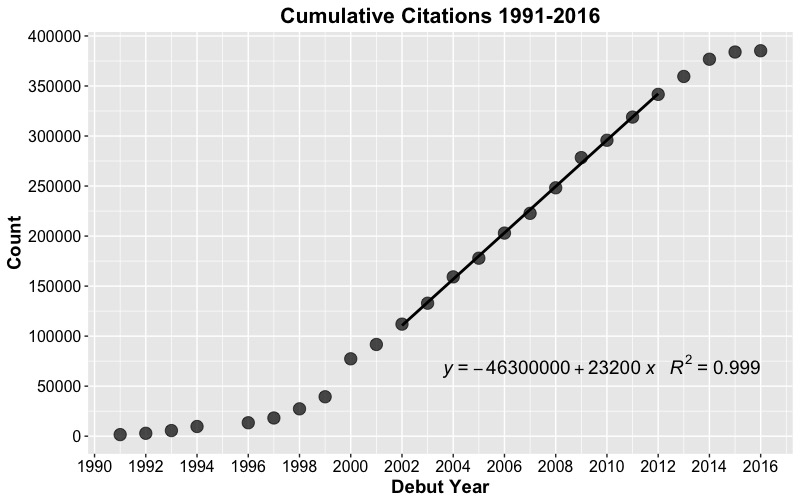 Cumulative Citations 1991-2016
Count
400000
350000
300000
250000
200000
150000
100000
50000
0
y = −46300000 + 23200 x R² = 0.999
1990 1992 1994 1996 1998 2000 2002 2004 2006 2008 2010 2012 2014 2016
Debut Year